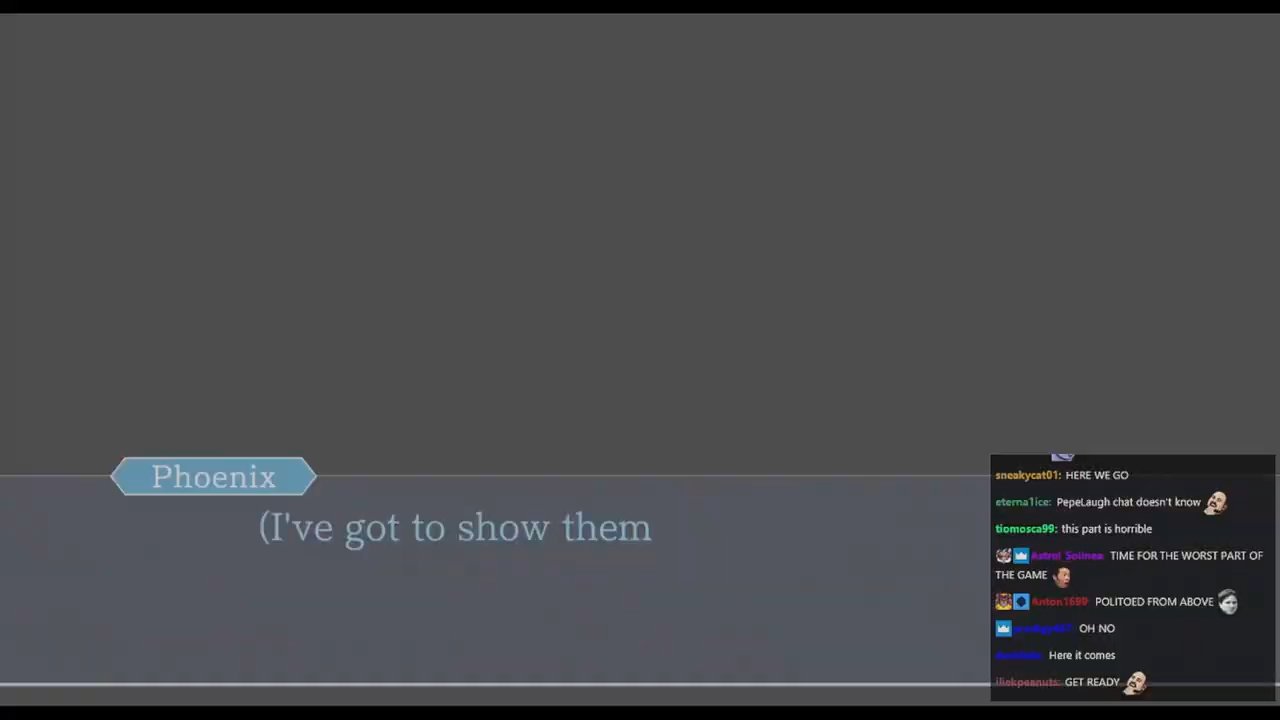 Phoenix
(I've got to show them
sneakycat01: HERE WE GO
eterna1ice: PepeLaugh chat doesn't know
tiomosca99: this part is horrible
TIME FOR THE WORST PART OF
THE GAME
Anton1699: POLITOED FROM ABOVE
OH NO
Here it comes
iliekpeanuts: GET READY